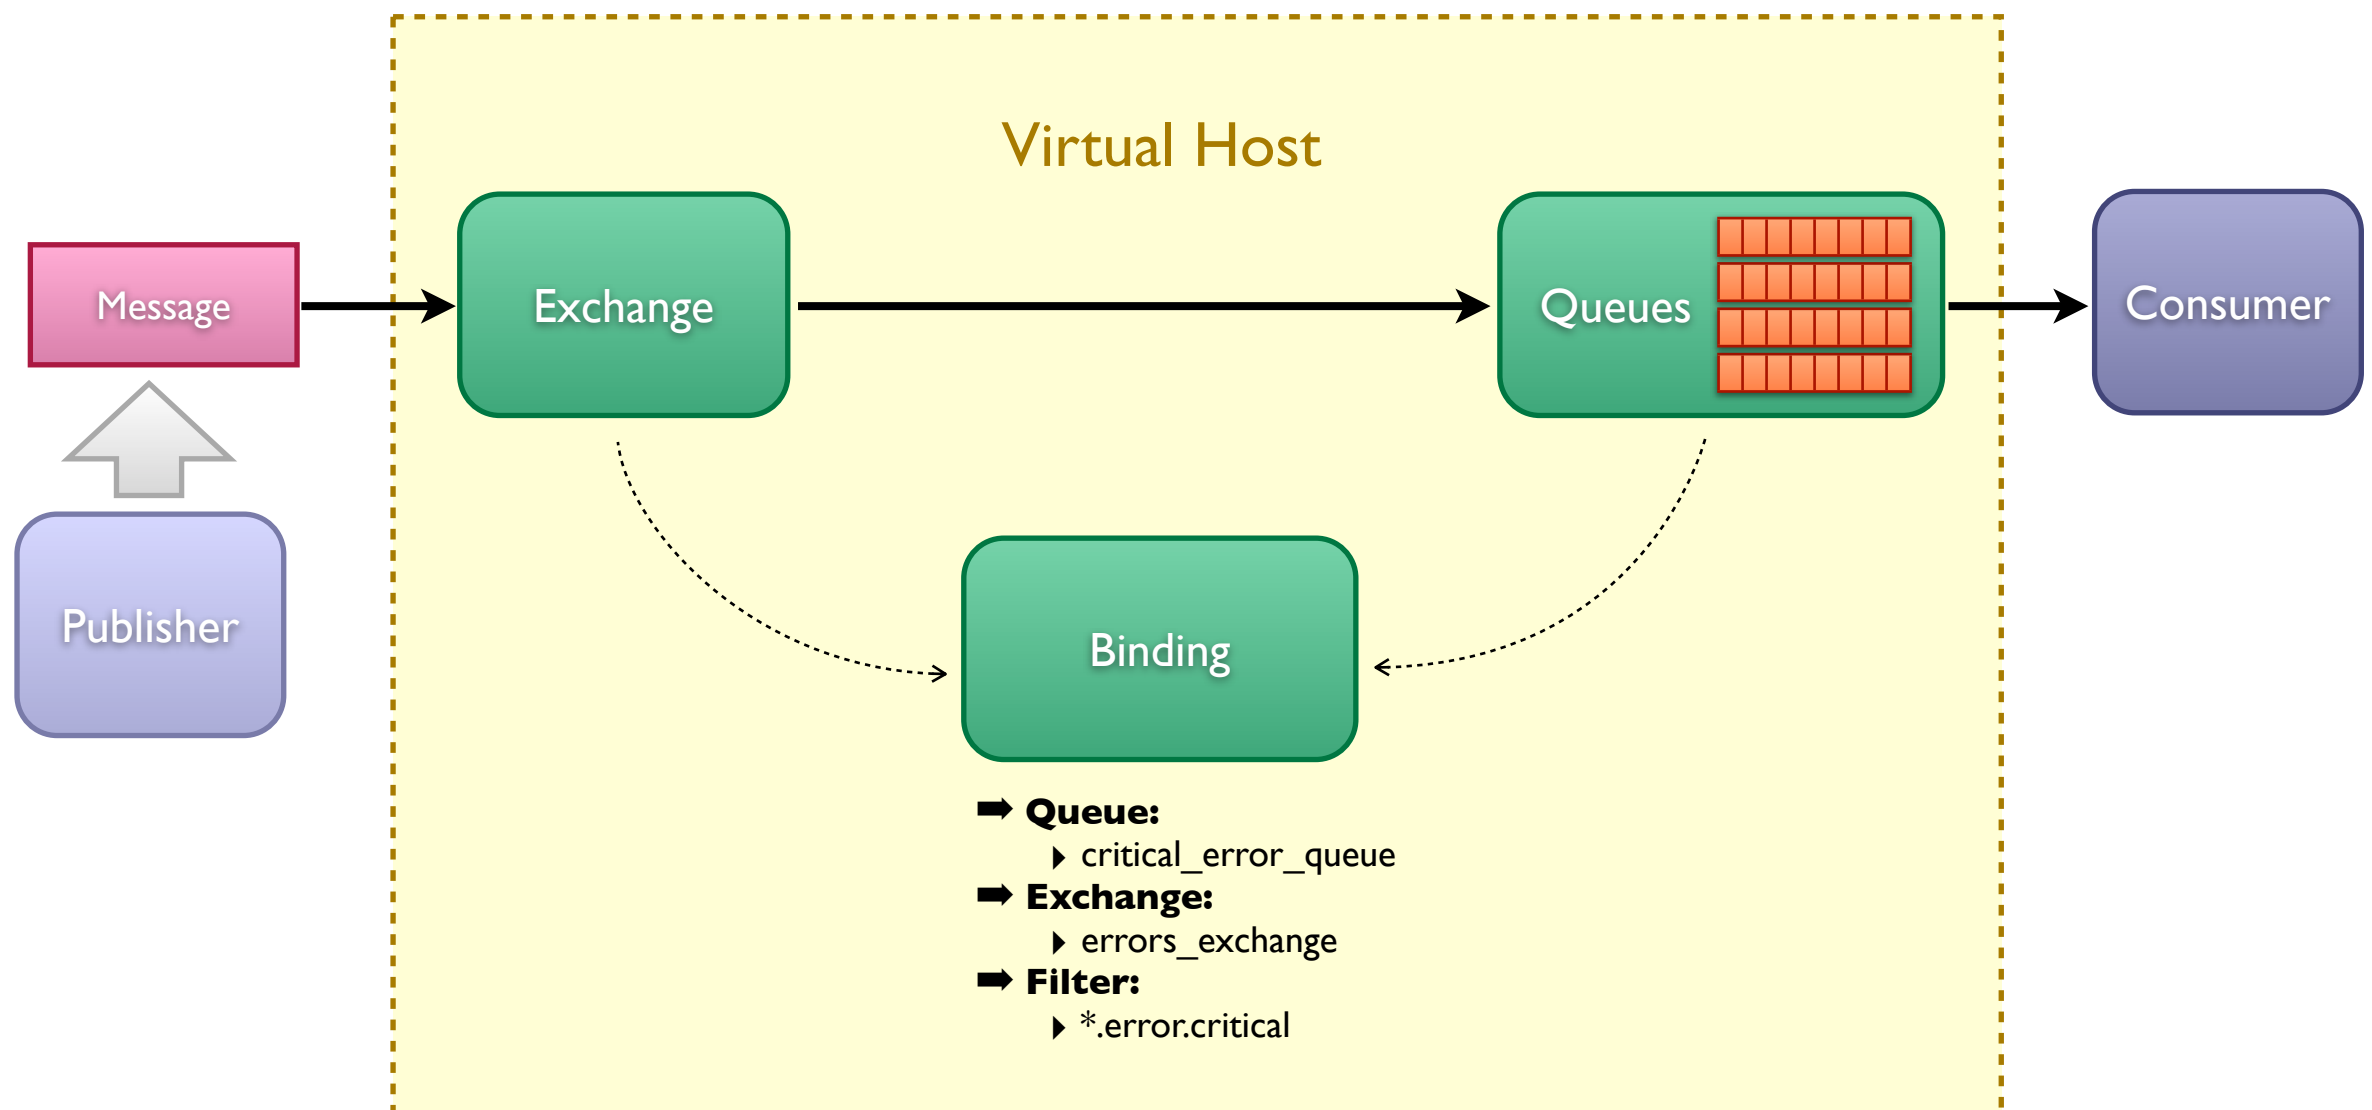 Virtual Host
Message
Exchange
Queues
Consumer
Publisher
Binding
Queue:
critical_error_queue
Exchange:
errors_exchange
Filter:
*.error.critical